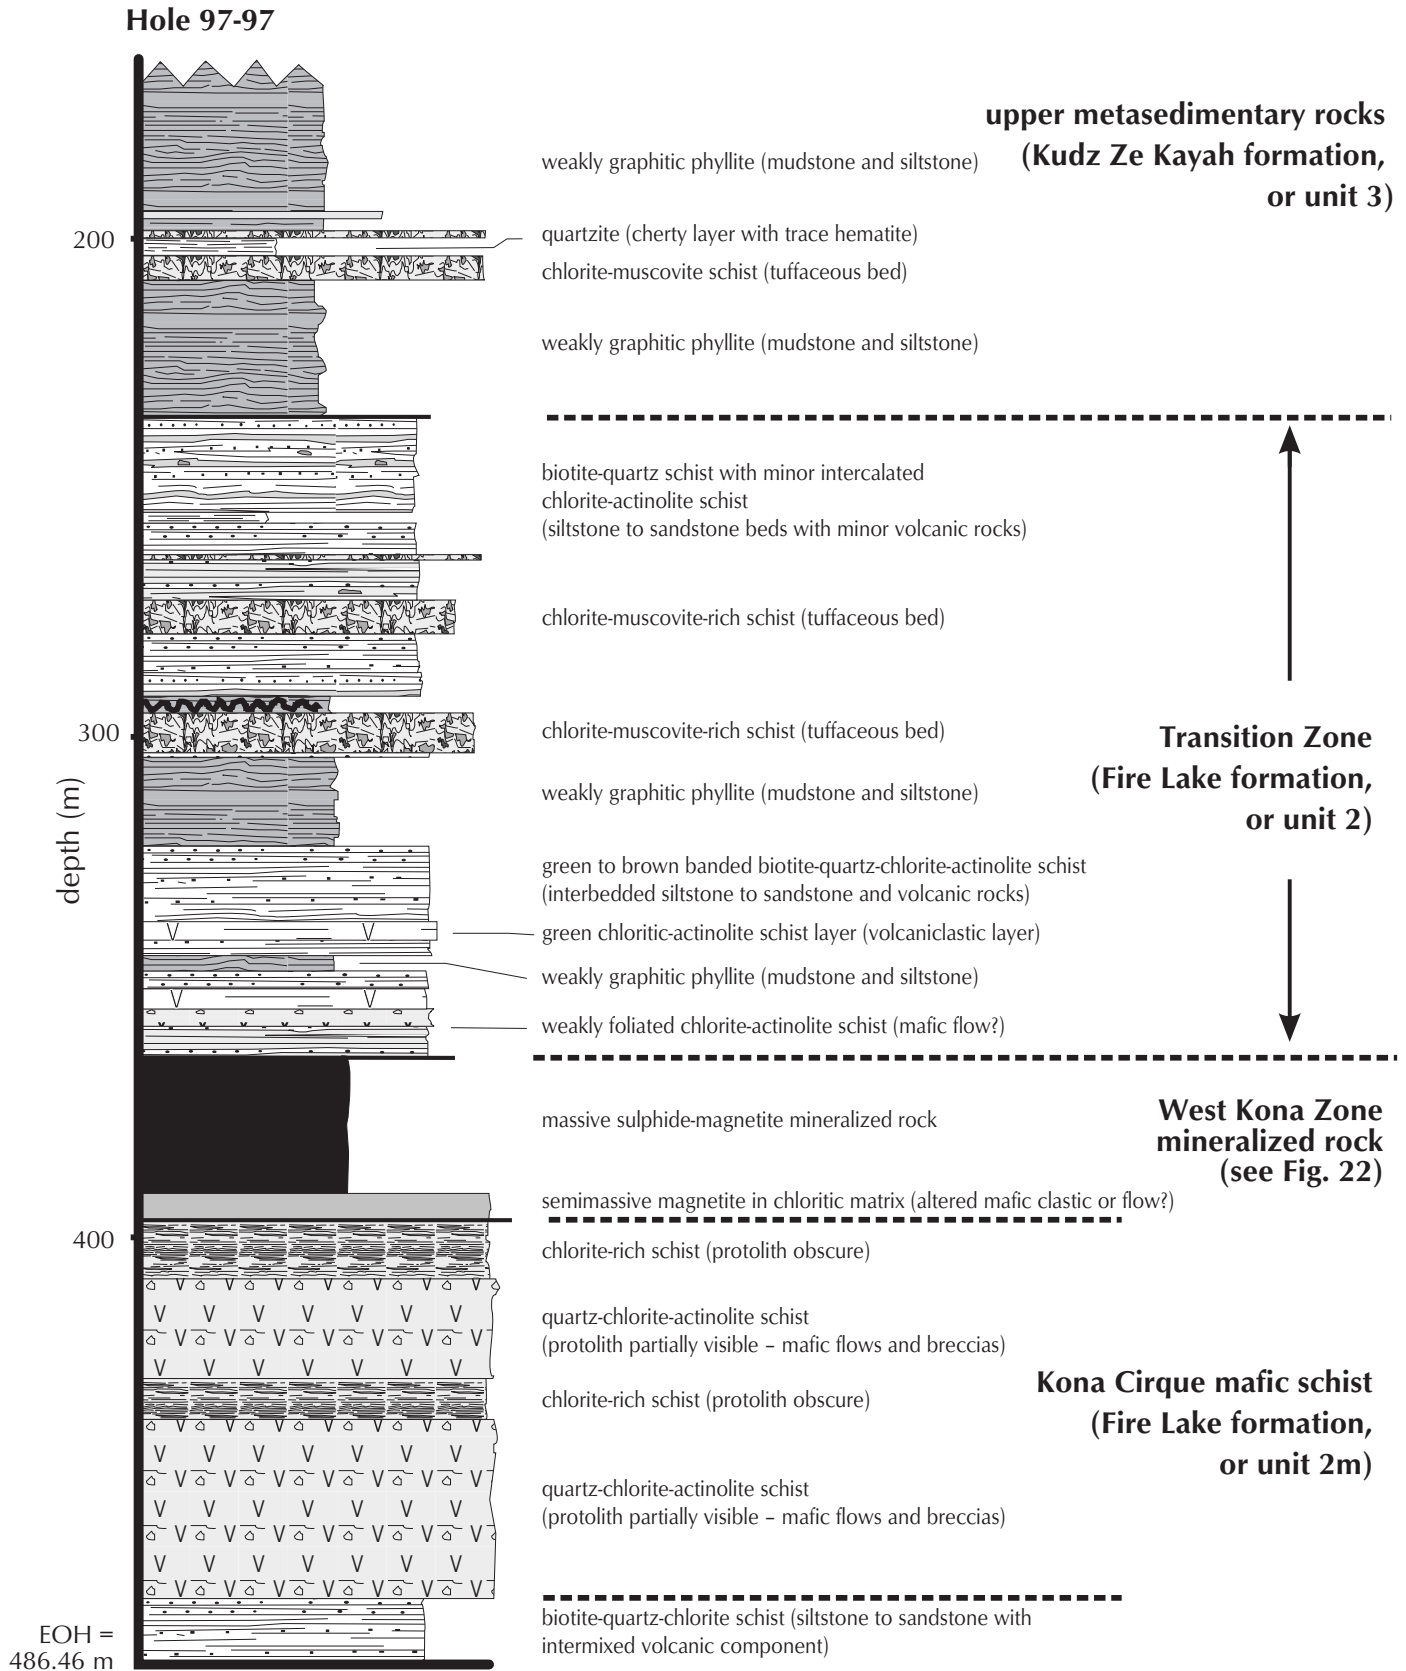 Hole 97-97
upper metasedimentary rocks
(Kudz Ze Kayah formation,
or unit 3)
weakly graphitic phyllite (mudstone and siltstone)
200
quartzite (cherty layer with trace hematite)
chlorite-muscovite schist (tuffaceous bed)
weakly graphitic phyllite (mudstone and siltstone)
biotite-quartz schist with minor intercalated
chlorite-actinolite schist
(siltstone to sandstone beds with minor volcanic rocks)
chlorite-muscovite-rich schist (tuffaceous bed)
300
chlorite-muscovite-rich schist (tuffaceous bed)
Transition Zone
(Fire Lake formation,
or unit 2)
weakly graphitic phyllite (mudstone and siltstone)
depth (m)
green to brown banded biotite-quartz-chlorite-actinolite schist
(interbedded siltstone to sandstone and volcanic rocks)
green chloritic-actinolite schist layer (volcaniclastic layer)
weakly graphitic phyllite (mudstone and siltstone)
weakly foliated chlorite-actinolite schist (mafic flow?)
massive sulphide-magnetite mineralized rock
West Kona Zone
mineralized rock
(see Fig. 22)
semimassive magnetite in chloritic matrix (altered mafic clastic or flow?)
400
chlorite-rich schist (protolith obscure)
quartz-chlorite-actinolite schist
(protolith partially visible – mafic flows and breccias)
chlorite-rich schist (protolith obscure)
Kona Cirque mafic schist
(Fire Lake formation,
or unit 2m)
quartz-chlorite-actinolite schist
(protolith partially visible – mafic flows and breccias)
biotite-quartz-chlorite schist (siltstone to sandstone with
intermixed volcanic component)
EOH =
486.46 m